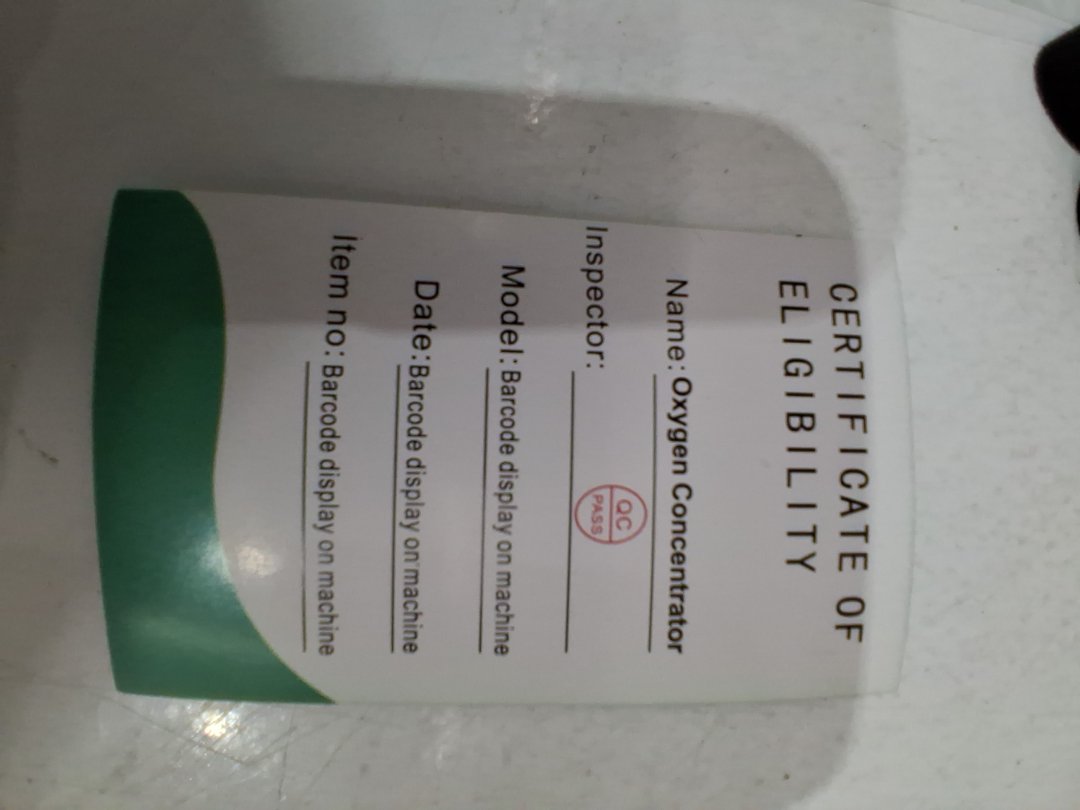 CERTIFICATE OF
ELIGIBILITY
Name: Oxygen Concentrator
Inspector: QC
PASS
Model: Barcode display on machine
Date: Barcode display on machine
Item no: Barcode display on machine